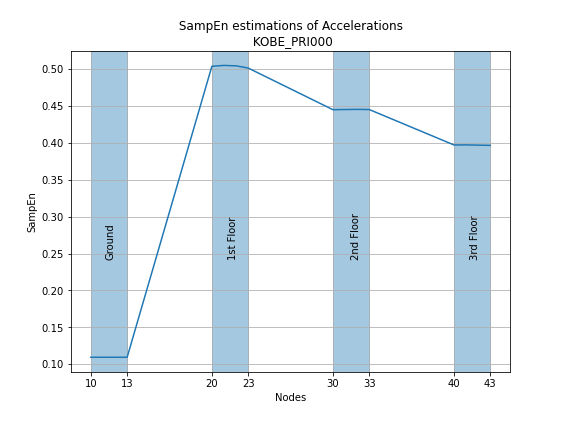 SampEn estimations of Accelerations
KOBE_PRI000
0.50
0.45
0.40
0.35
0.30
0.25
0.20
0.15
0.10
SampEn
Ground
1st Floor
2nd Floor
3rd Floor
10 13 20 23 30 33 40 43
Nodes